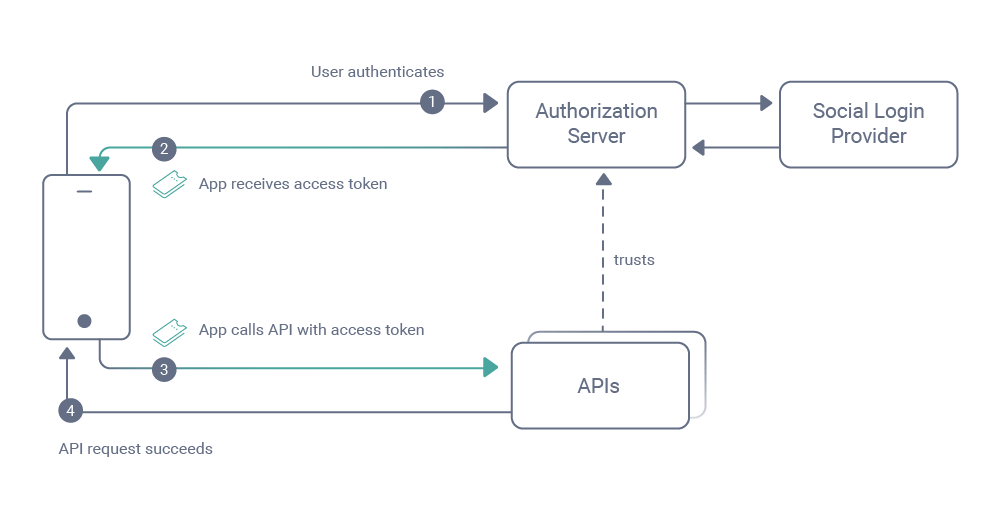 User authenticates
1
Authorization
Server
Social Login
Provider
2
App receives access token
trusts
App calls API with access token
3
APIs
4
API request succeeds